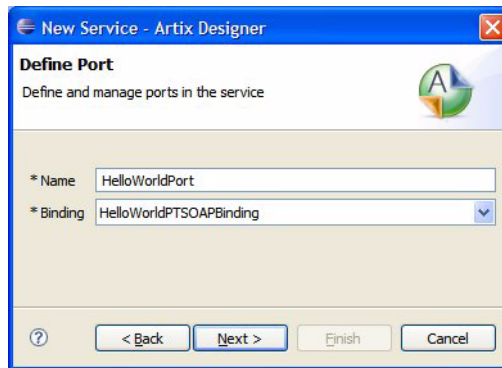 New Service - Artix Designer
Define Port
Define and manage ports in the service
A
* Name HelloWorldPort
* Binding HelloWorldPTSOAPBinding
? < Back Next > Finish Cancel